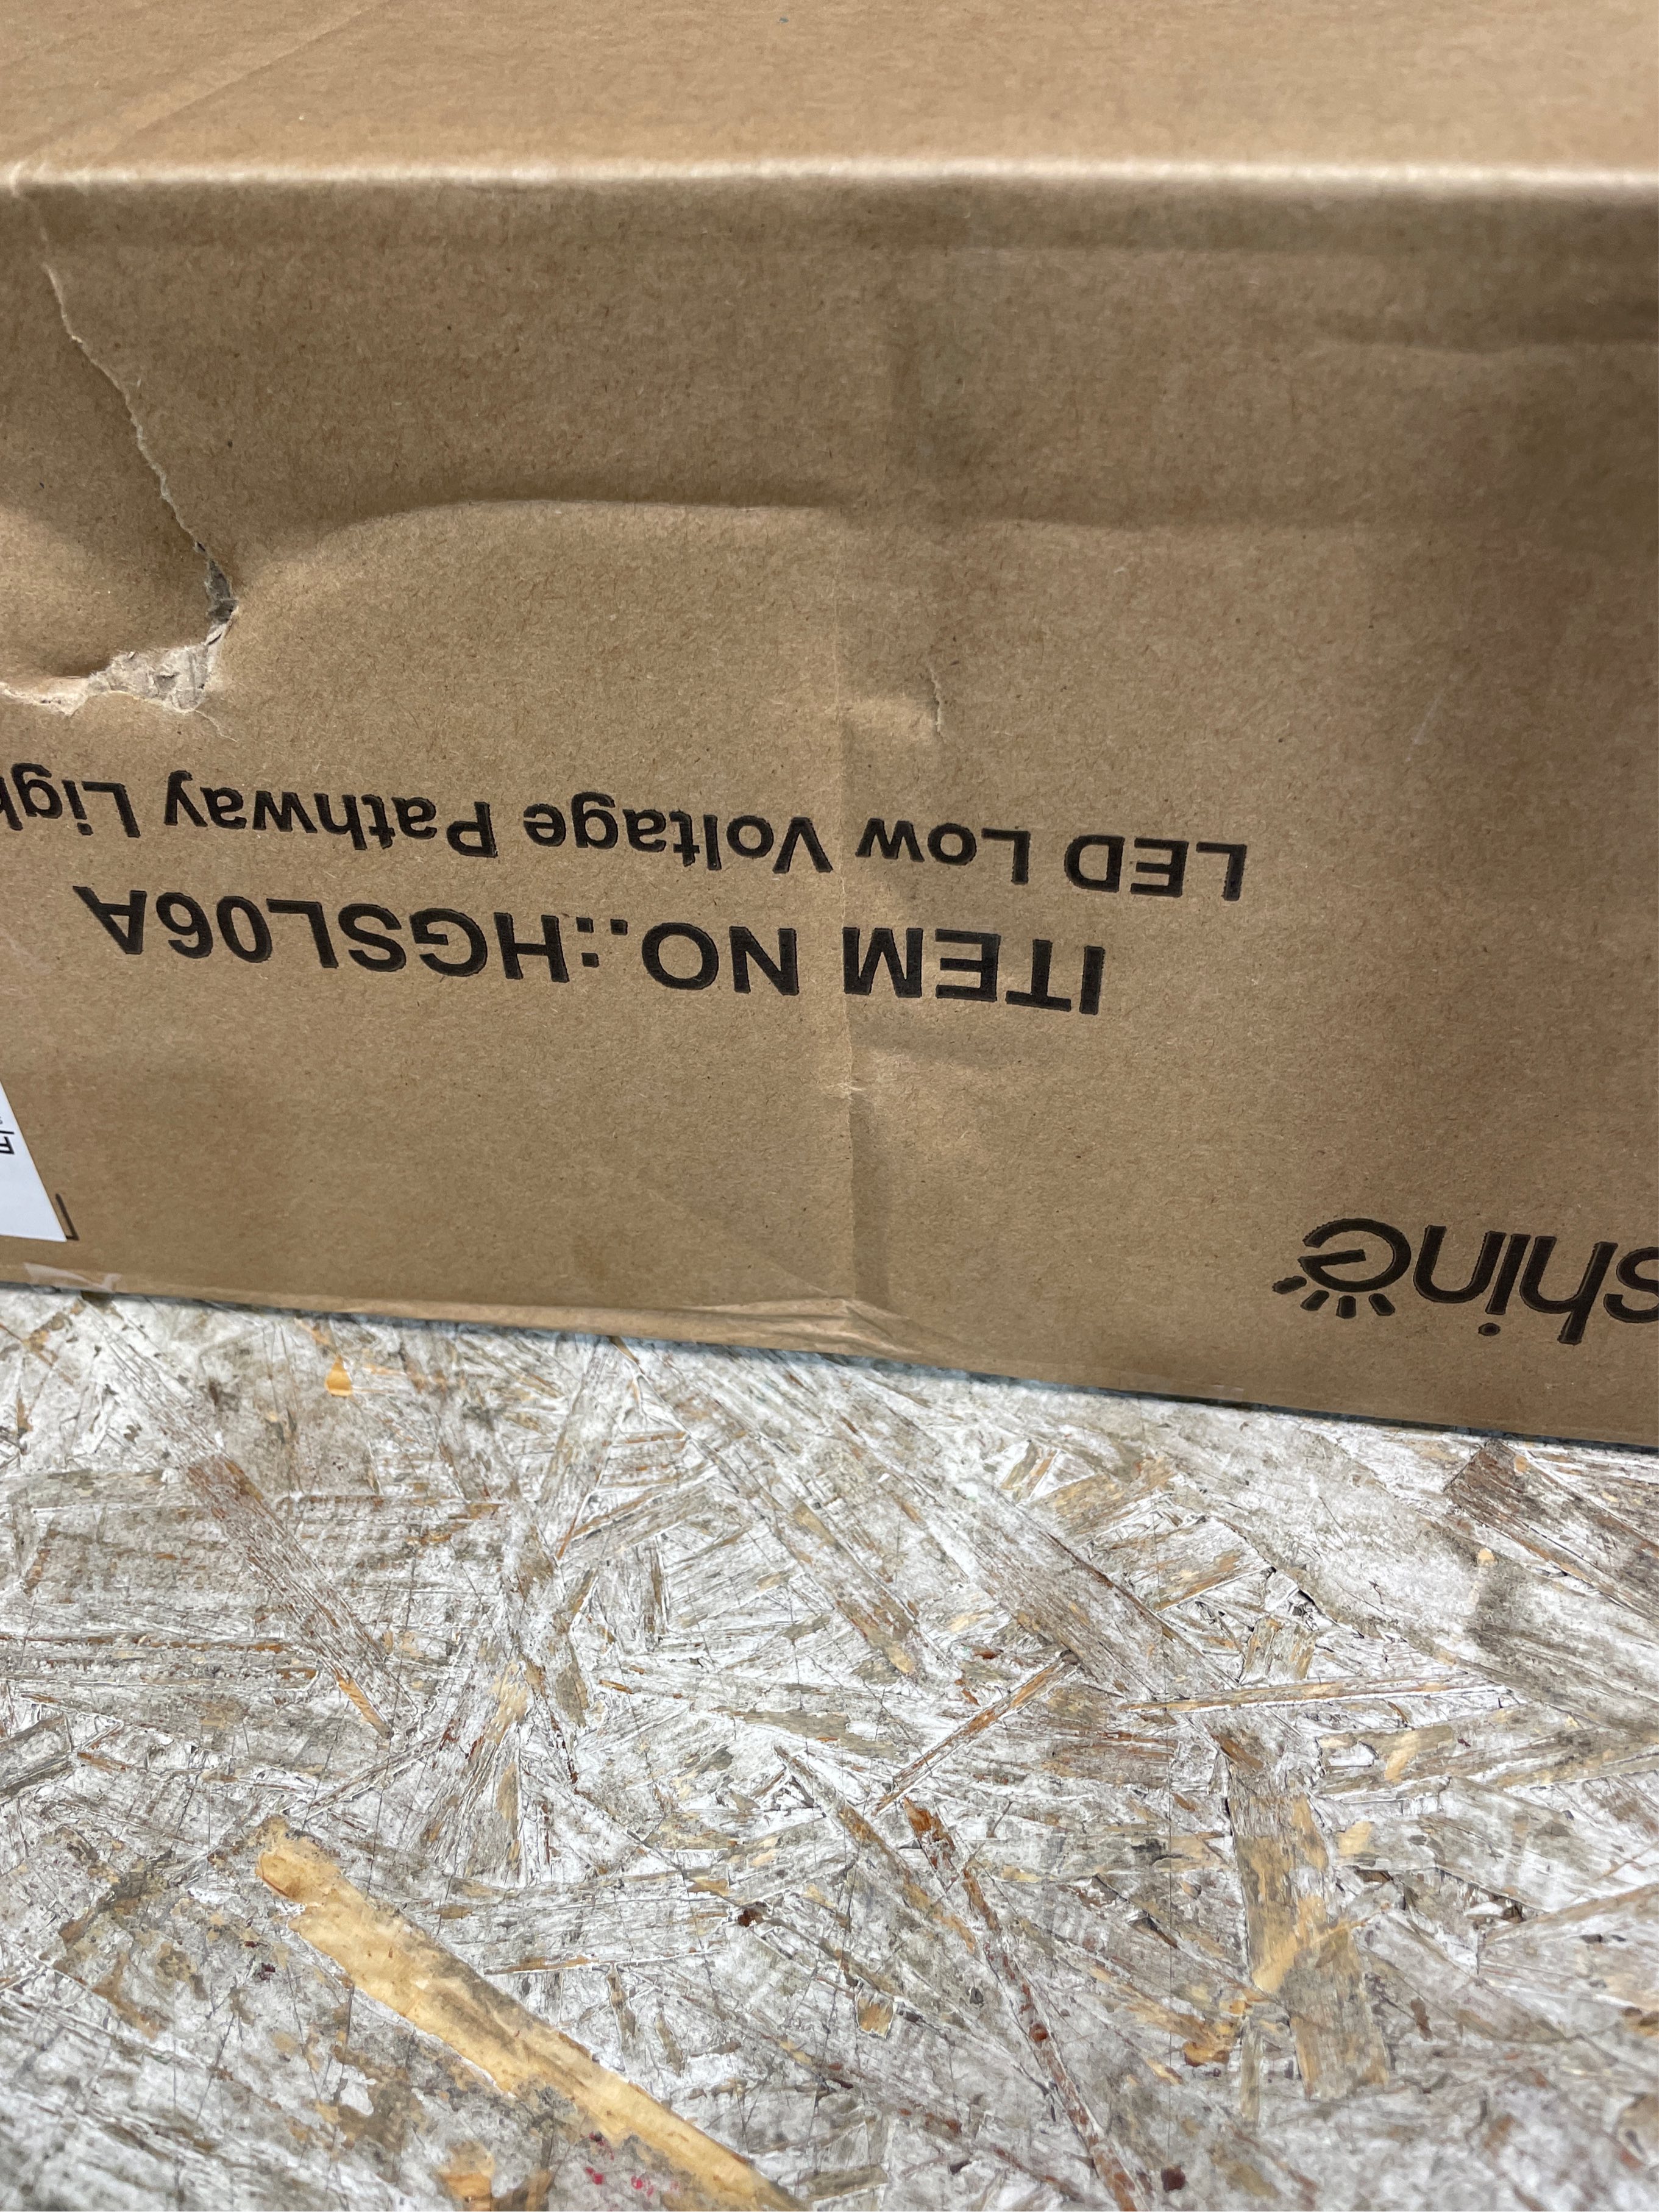 shine
ITEM NO.:HGSL06A
LED Low Voltage Pathway Ligh